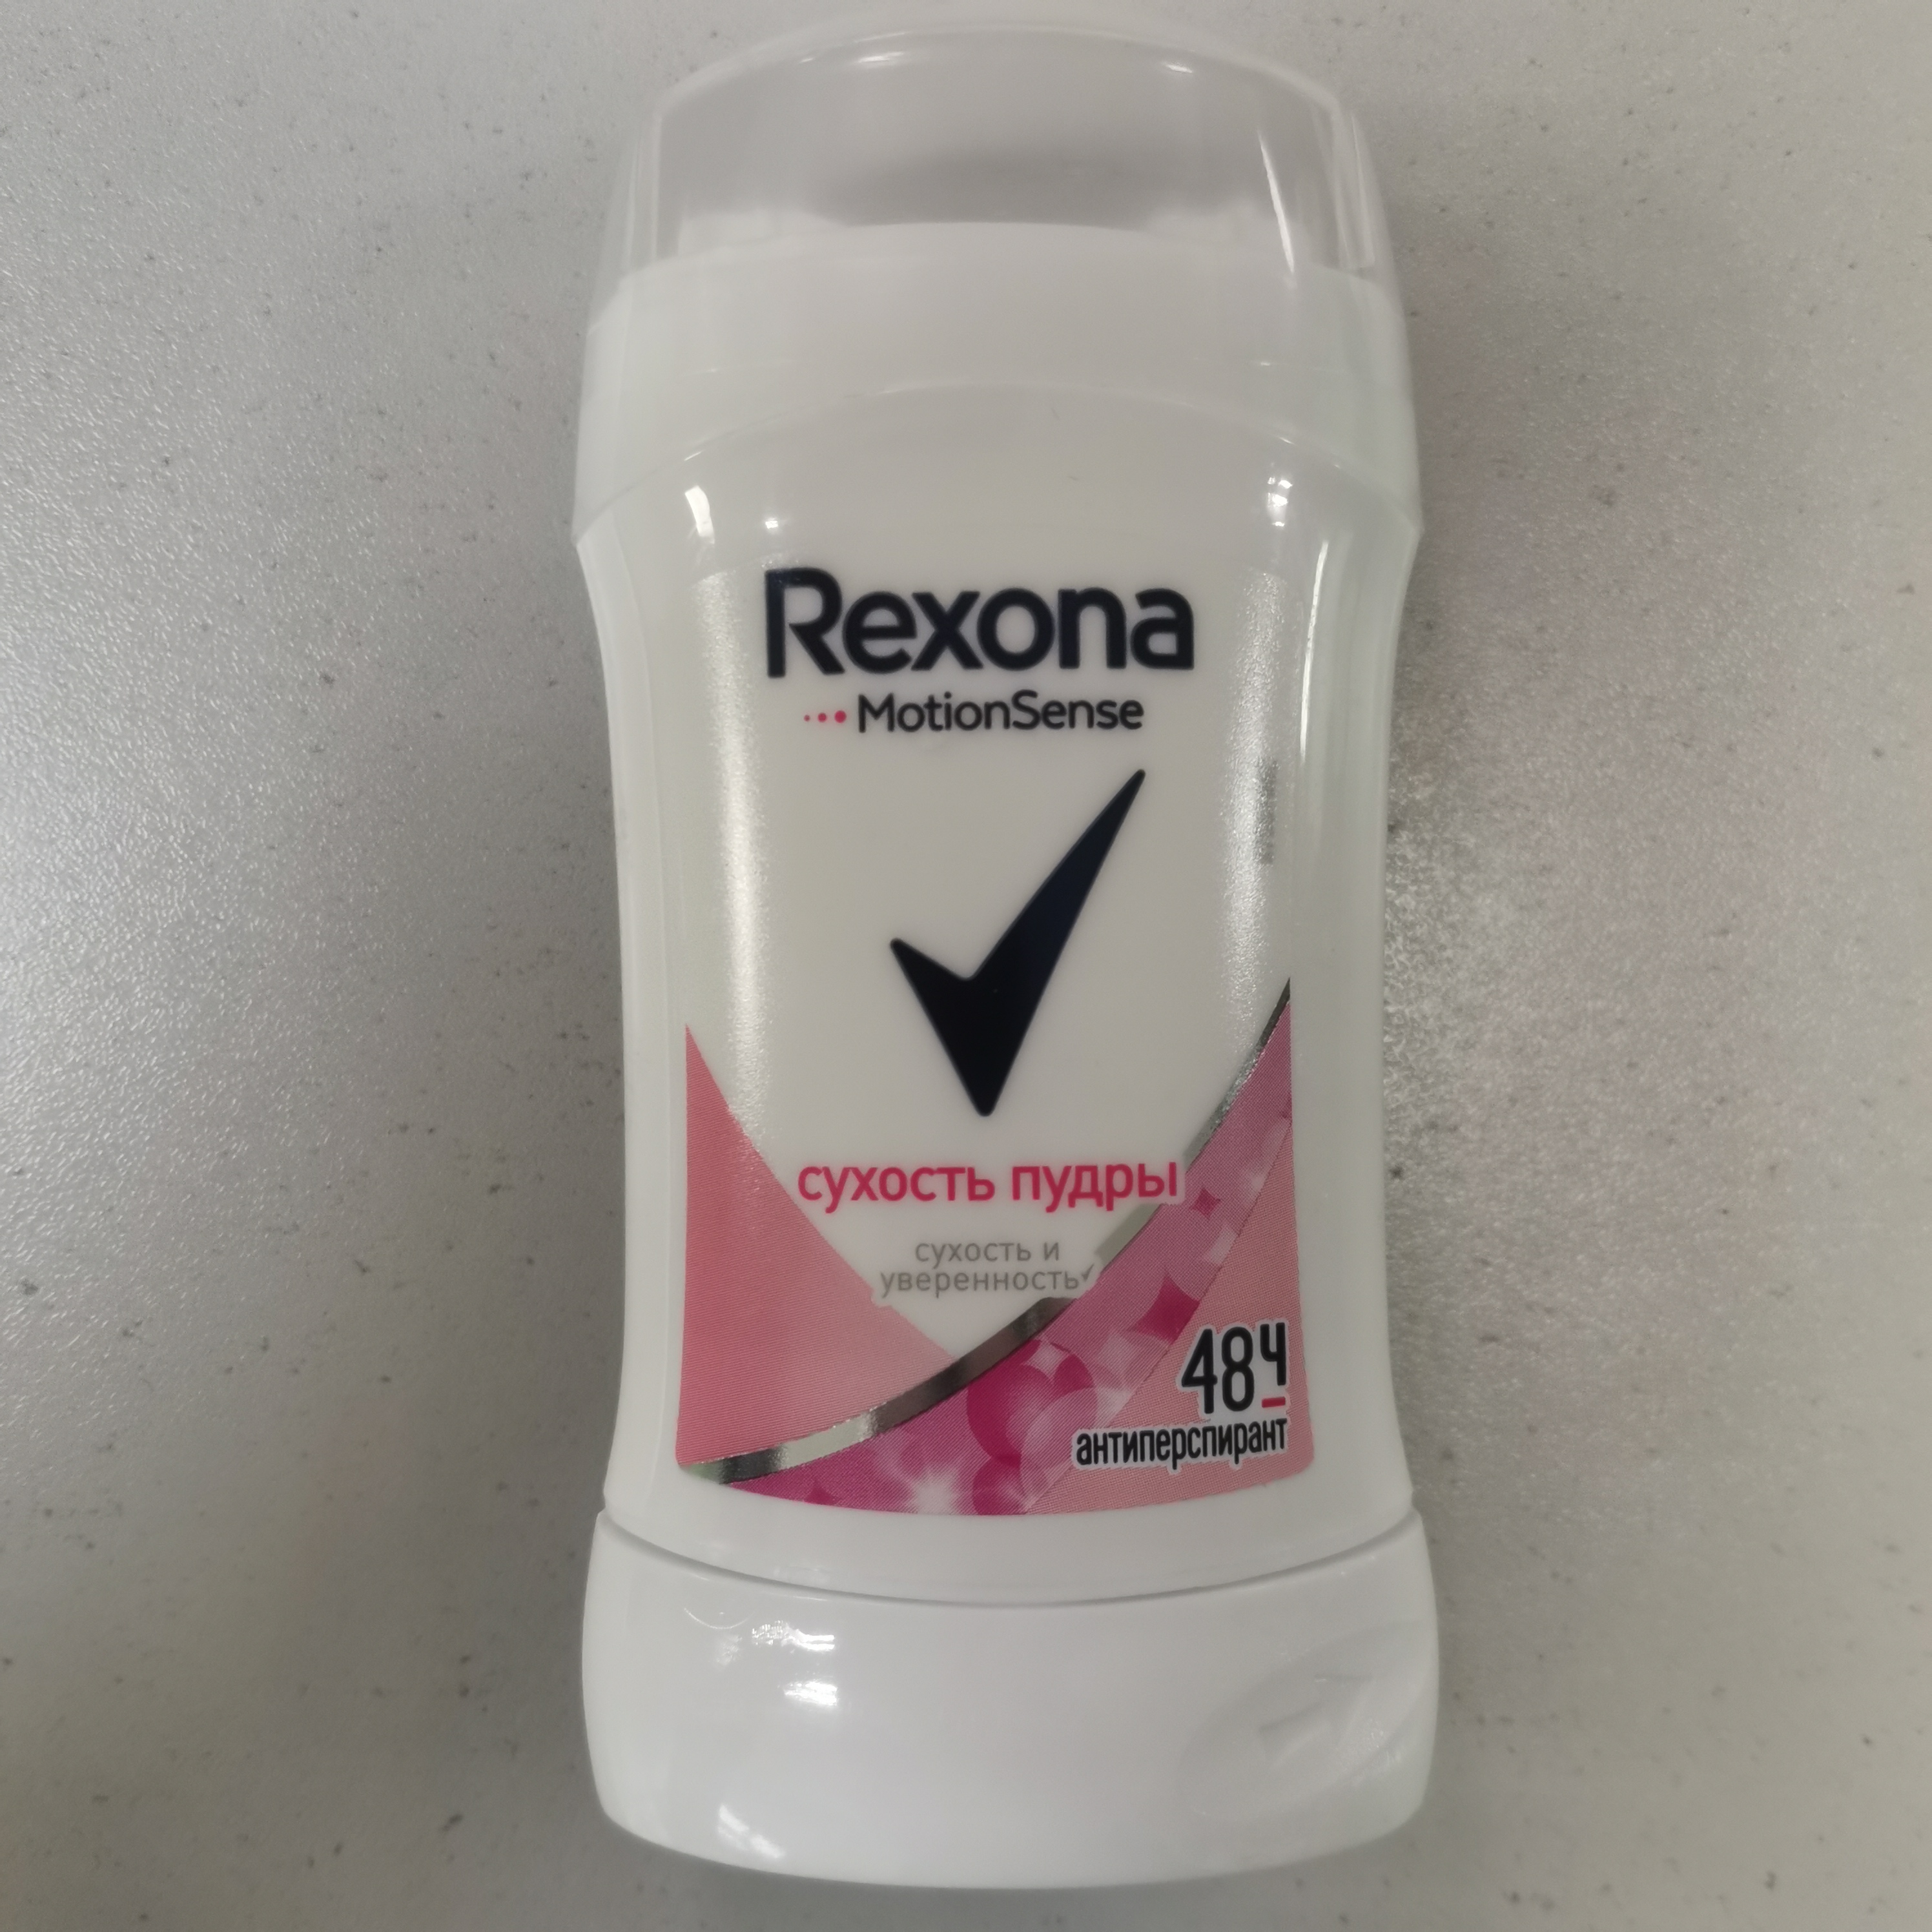 Rexona
MotionSense
сухость пудры
сухость и
уверенность
48ч
антиперспирант